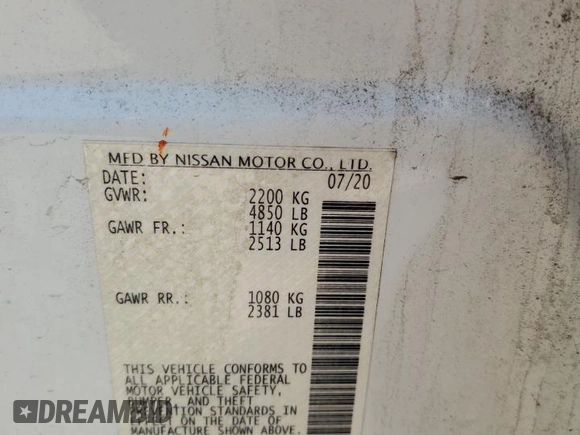 MFD BY NISSAN MOTOR CO., LTD.
DATE: 07/20
GVWR: 2200 KG
4850 LB
GAWR FR.: 1140 KG
2513 LB
GAWR RR.: 1080 KG
2381 LB
THIS VEHICLE CONFORMS TO
ALL APPLICABLE FEDERAL
MOTOR VEHICLE SAFETY,
BUMPER, AND THEFT
PREVENTION STANDARDS IN
ON THE DATE OF
MANUFACTURE SHOWN ABOVE.
DREAMBID